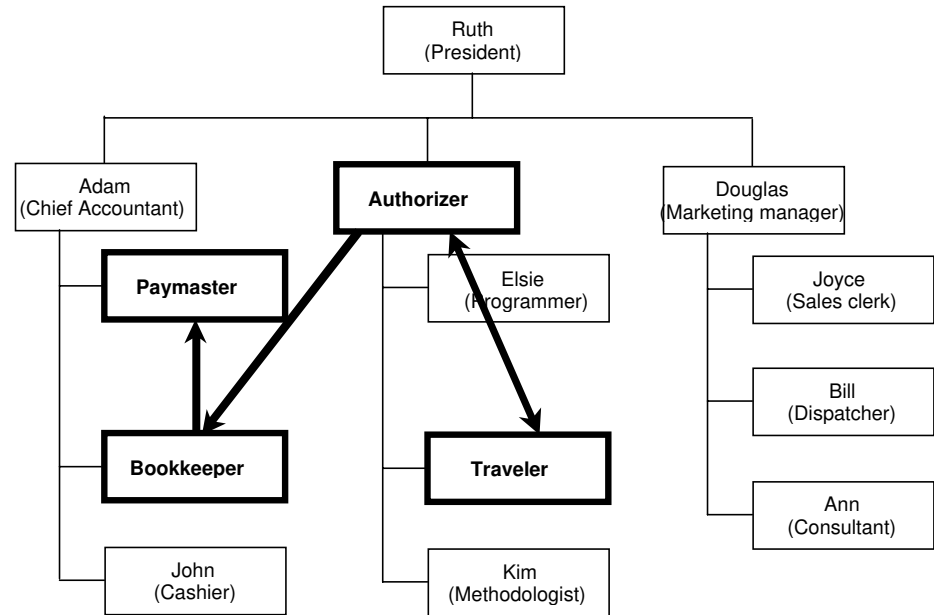 Ruth
(President)
Adam
(Chief Accountant)
Authorizer
Douglas
(Marketing manager)
Paymaster
Elsie
(Programmer)
Joyce
(Sales clerk)
Bookkeeper
Traveler
Bill
(Dispatcher)
John
(Cashier)
Kim
(Methodologist)
Ann
(Consultant)